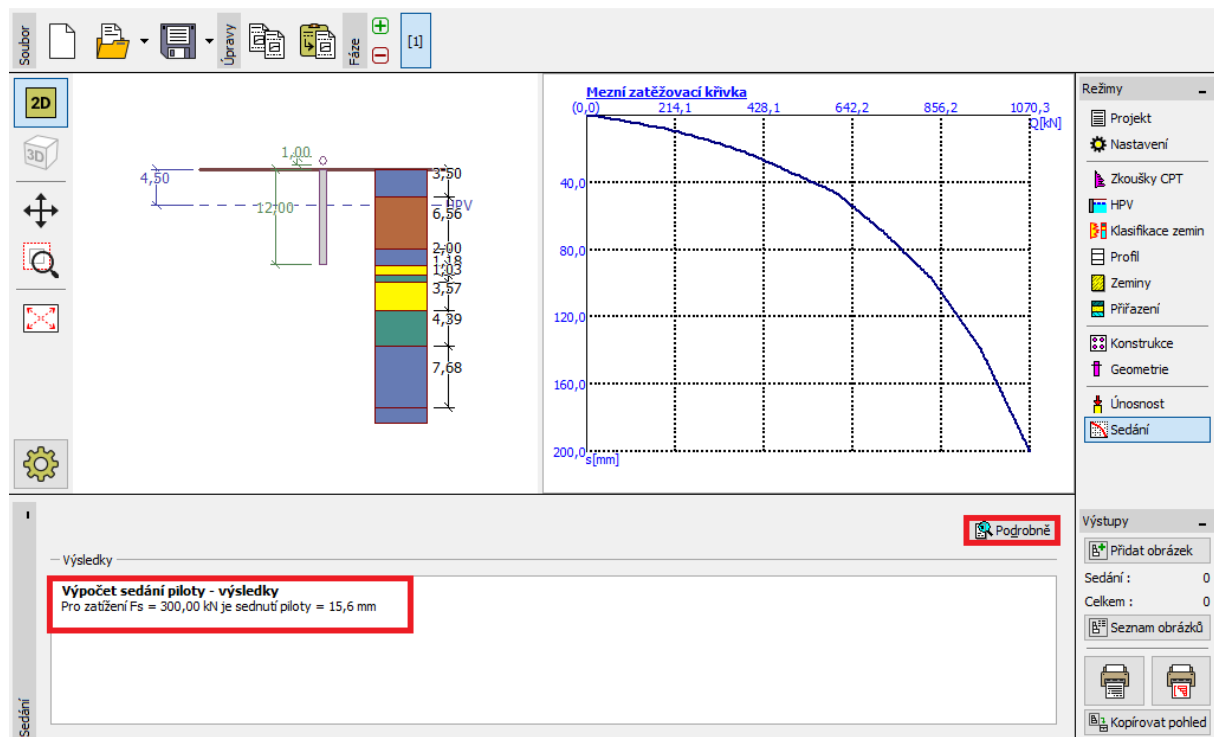 Soubor
Úpravy
Fáze
[1]
2D
3D
1,00
4,50
12,00
3,50
HPV
6,56
2,00
1,18
1,03
3,57
4,39
7,68
Mezní zatěžovací křivka
(0,0) 214,1 428,1 642,2 856,2 1070,3
Q[kN]
40,0
80,0
120,0
160,0
200,0
s[mm]
Režimy
Projekt
Nastavení
Zkoušky CPT
HPV
Klasifikace zemin
Profil
Zeminy
Přiřazení
Konstrukce
Geometrie
Únosnost
Sedání
Sedání
Podrobně
Výsledky
Výpočet sedání piloty - výsledky
Pro zatížení Fs = 300,00 kN je sednutí piloty = 15,6 mm
Výstupy
Přidat obrázek
Sedání : 0
Celkem : 0
Seznam obrázků
Kopírovat pohled